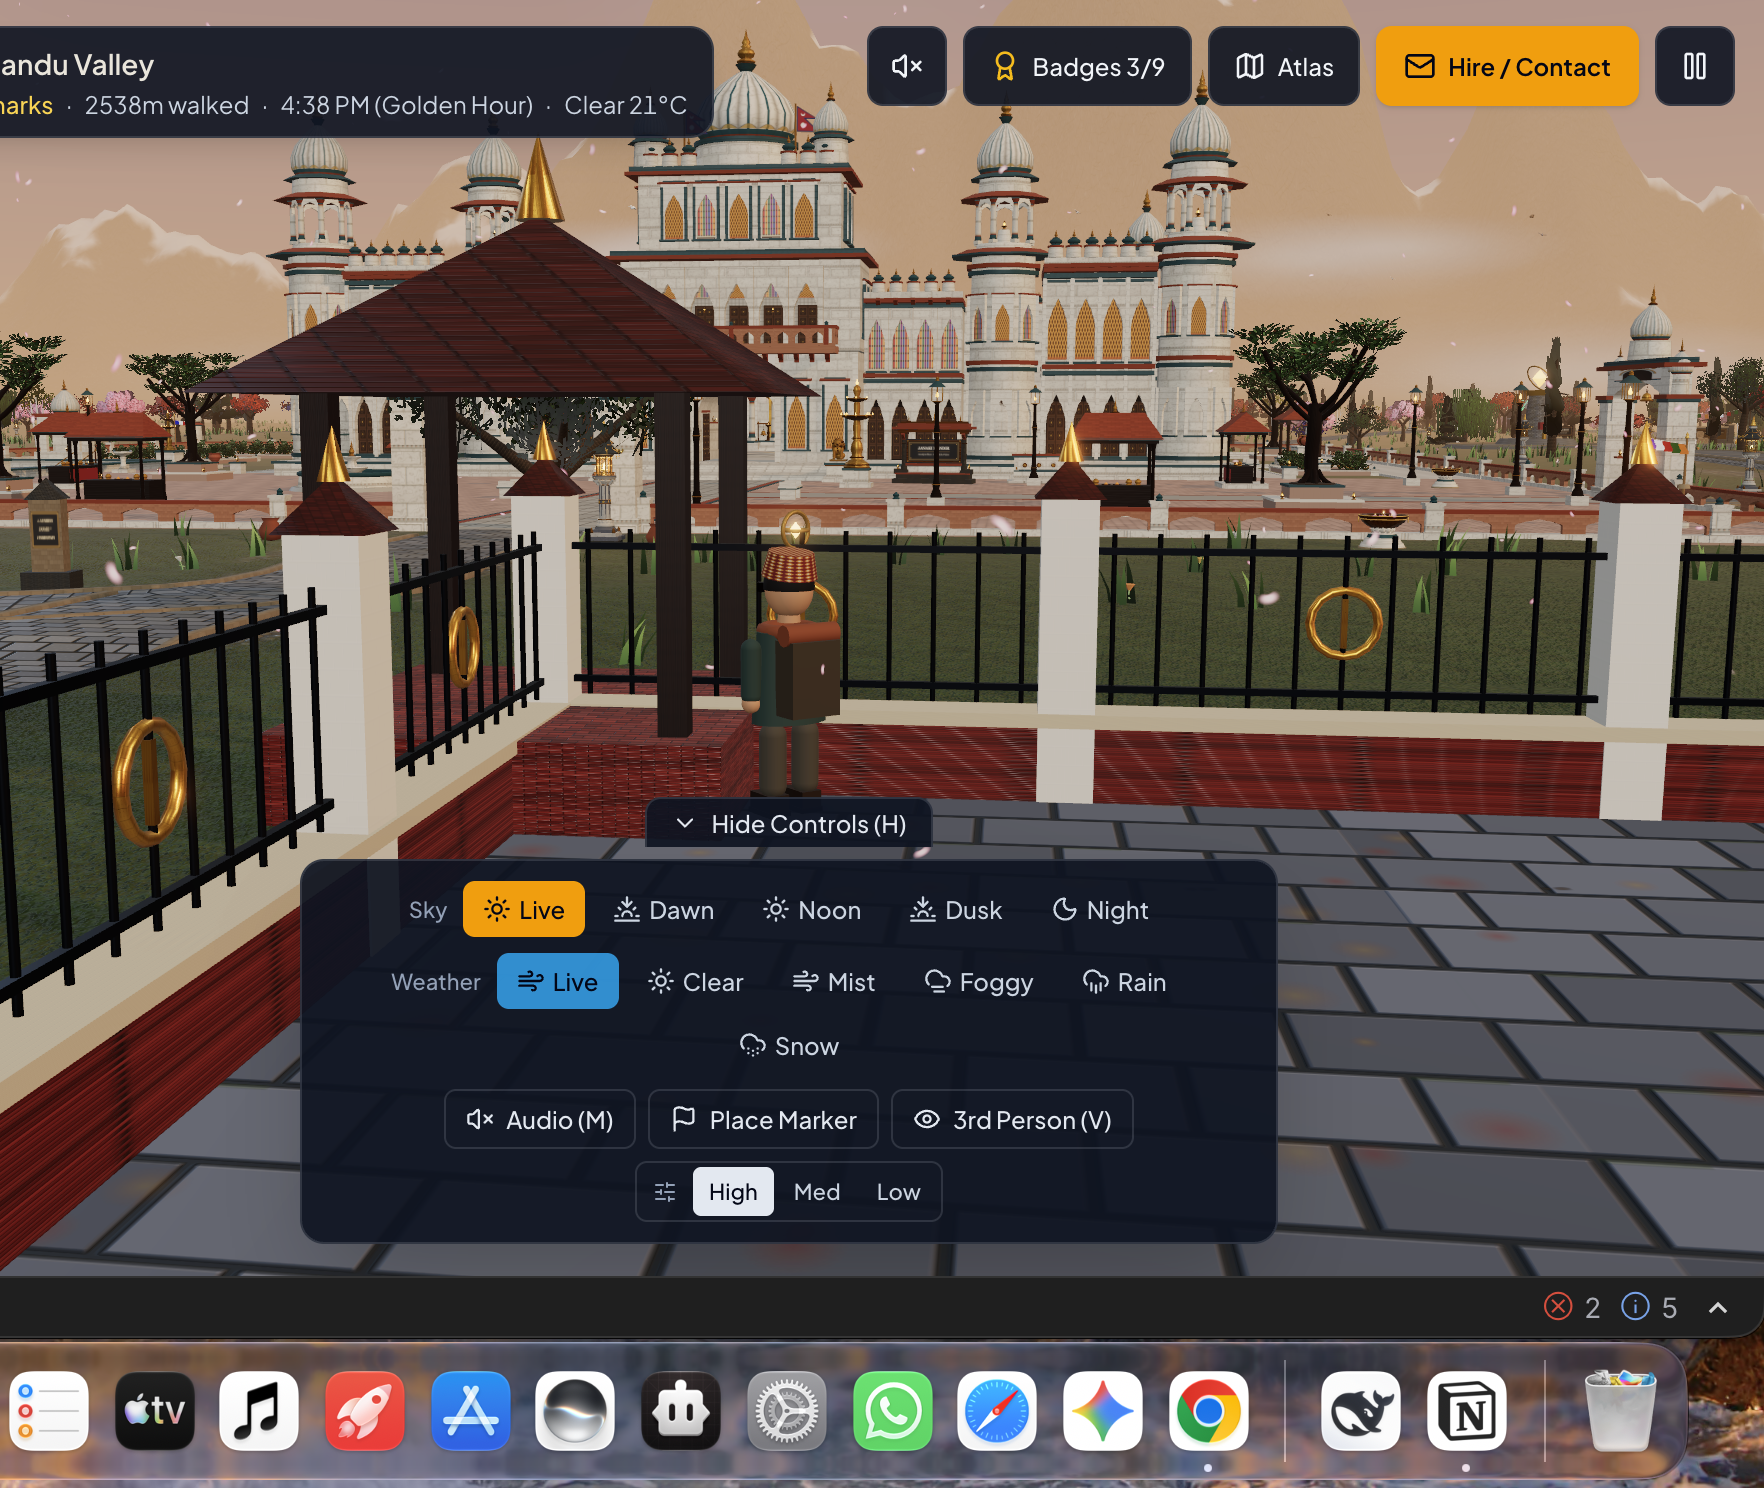 andu Valley
Badges 3/9
Atlas
Hire / Contact
arks · 2538m walked · 4:38 PM (Golden Hour) · Clear 21°C
Hide Controls (H)
Sky Live Dawn Noon Dusk Night
Weather Live Clear Mist Foggy Rain
Snow
Audio (M) Place Marker 3rd Person (V)
High Med Low
2 5
tv
N